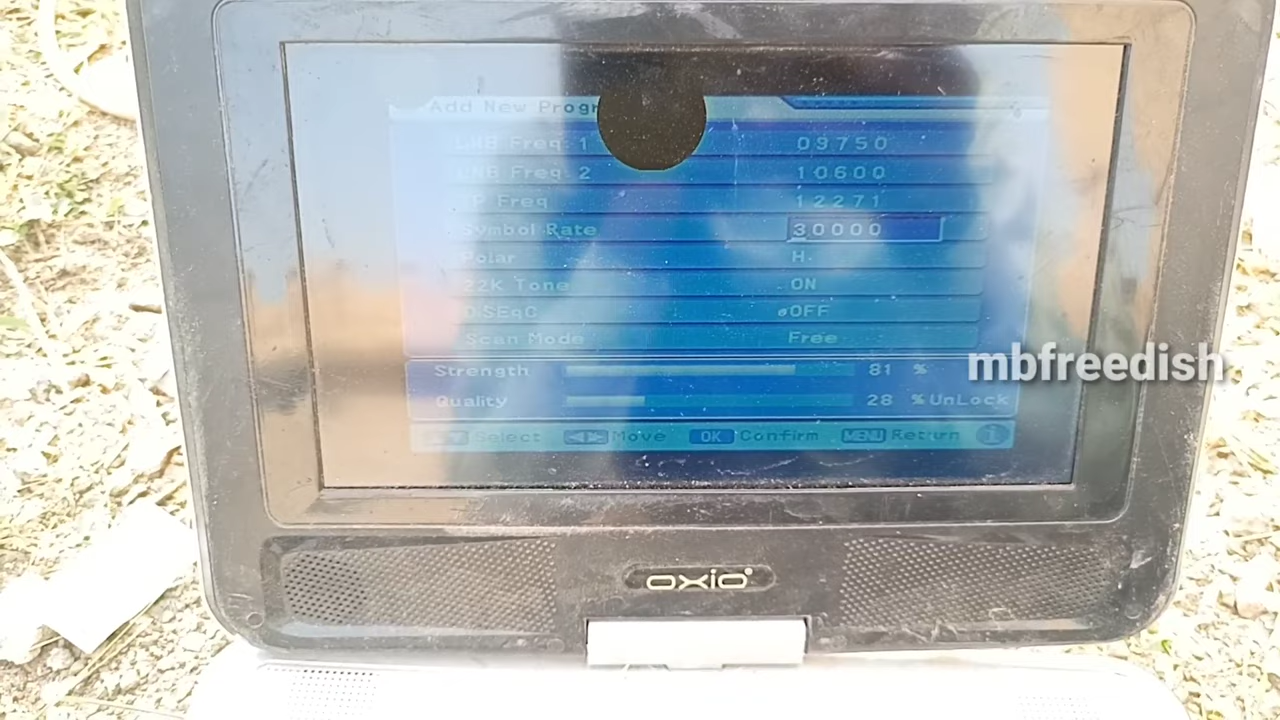 Add New Progr
LNB Freq 1 09750
LNB Freq 2 10600
TP Freq 12271
Symbol Rate 30000
Polar H
22K Tone ON
DiSEqC OFF
Scan Mode Free
Strength 81 %
Quality 28 % UnLock
Select Move OK Confirm MENU Return i
mbfreedish
oxio